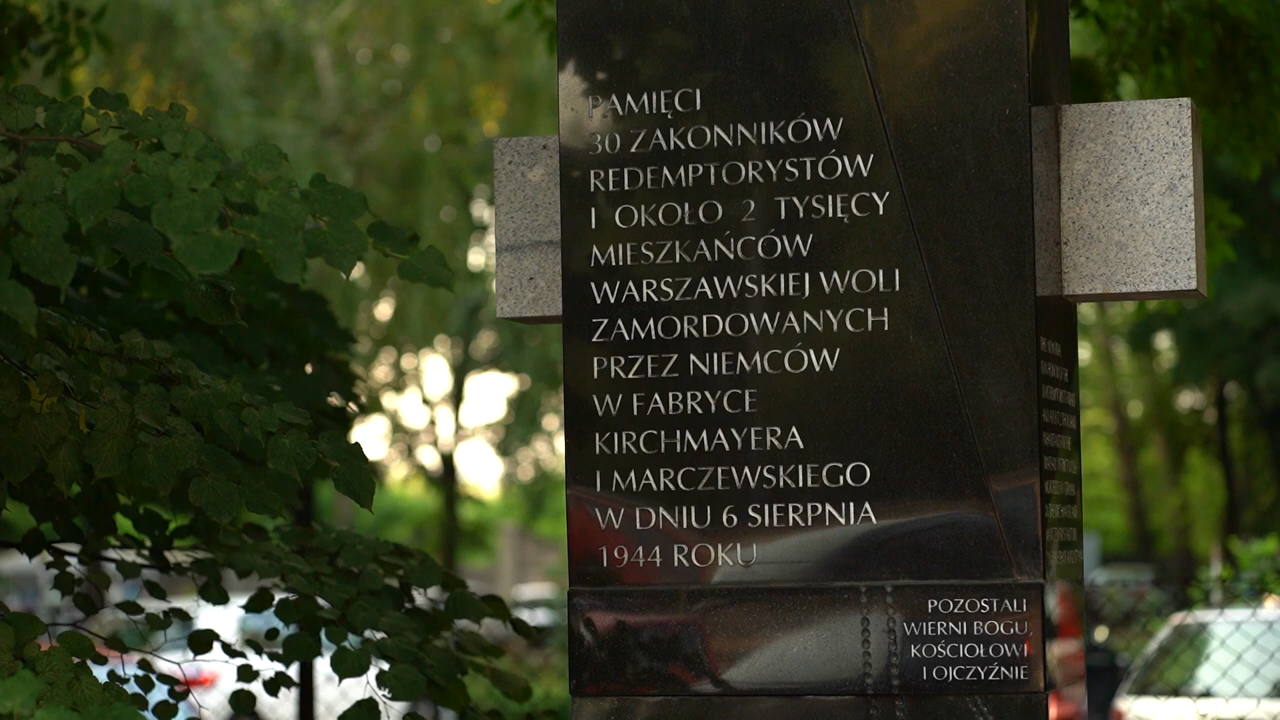 PAMIĘCI
30 ZAKONNIKÓW
REDEMPTORYSTÓW
I OKOŁO 2 TYSIĘCY
MIESZKAŃCÓW
WARSZAWSKIEJ WOLI
ZAMORDOWANYCH
PRZEZ NIEMCÓW
W FABRYCE
KIRCHMAYERA
I MARCZEWSKIEGO
W DNIU 6 SIERPNIA
1944 ROKU
POZOSTALI
WIERNI BOGU,
KOŚCIOŁOWI
I OJCZYŹNIE